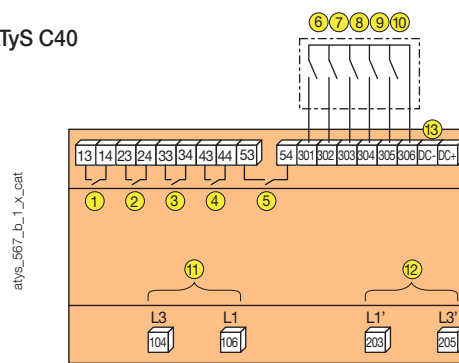 TyS C40
6 7 8 9 10
13
13 14 23 24 33 34 43 44 53 54 301 302 303 304 305 306 DC- DC+
1 2 3 4 5
atys_567_b_1_x_cat
11 12
L3 L1 L1' L3'
104 106 203 205